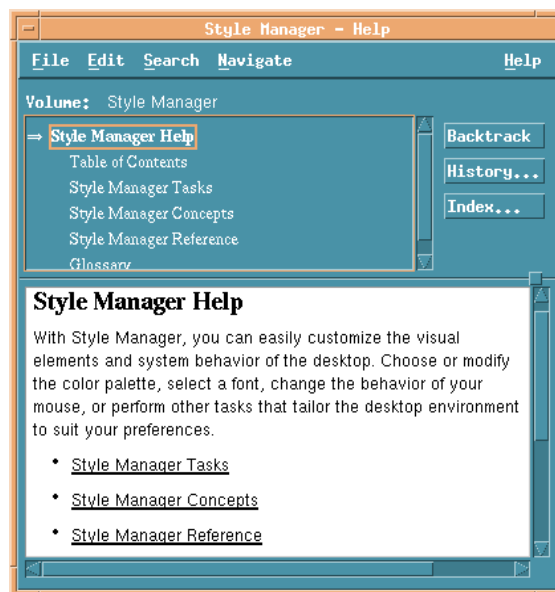 Style Manager - Help
File Edit Search Navigate Help
Volume: Style Manager
⇒ Style Manager Help
Table of Contents
Style Manager Tasks
Style Manager Concepts
Style Manager Reference
Glossary
Backtrack
History...
Index...
Style Manager Help
With Style Manager, you can easily customize the visual
elements and system behavior of the desktop. Choose or modify
the color palette, select a font, change the behavior of your
mouse, or perform other tasks that tailor the desktop environment
to suit your preferences.
• Style Manager Tasks
• Style Manager Concepts
• Style Manager Reference